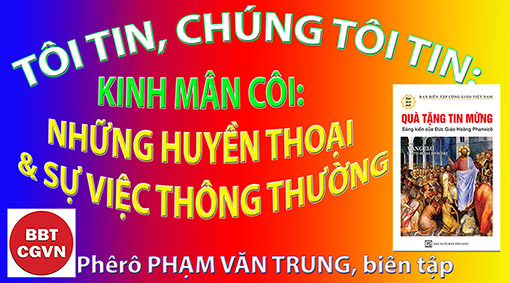 TÔI TIN, CHÚNG TÔI TIN:
KINH MÂN CÔI:
NHỮNG HUYỀN THOẠI
& SỰ VIỆC THÔNG THƯỜNG
BAN BIÊN TẬP CÔNG GIÁO VIỆT NAM
QUÀ TẶNG TIN MỪNG
Sáng kiến của Đức Giáo Hoàng Phanxicô
BBT
CGVN
Phêrô PHẠM VĂN TRUNG, biên tập